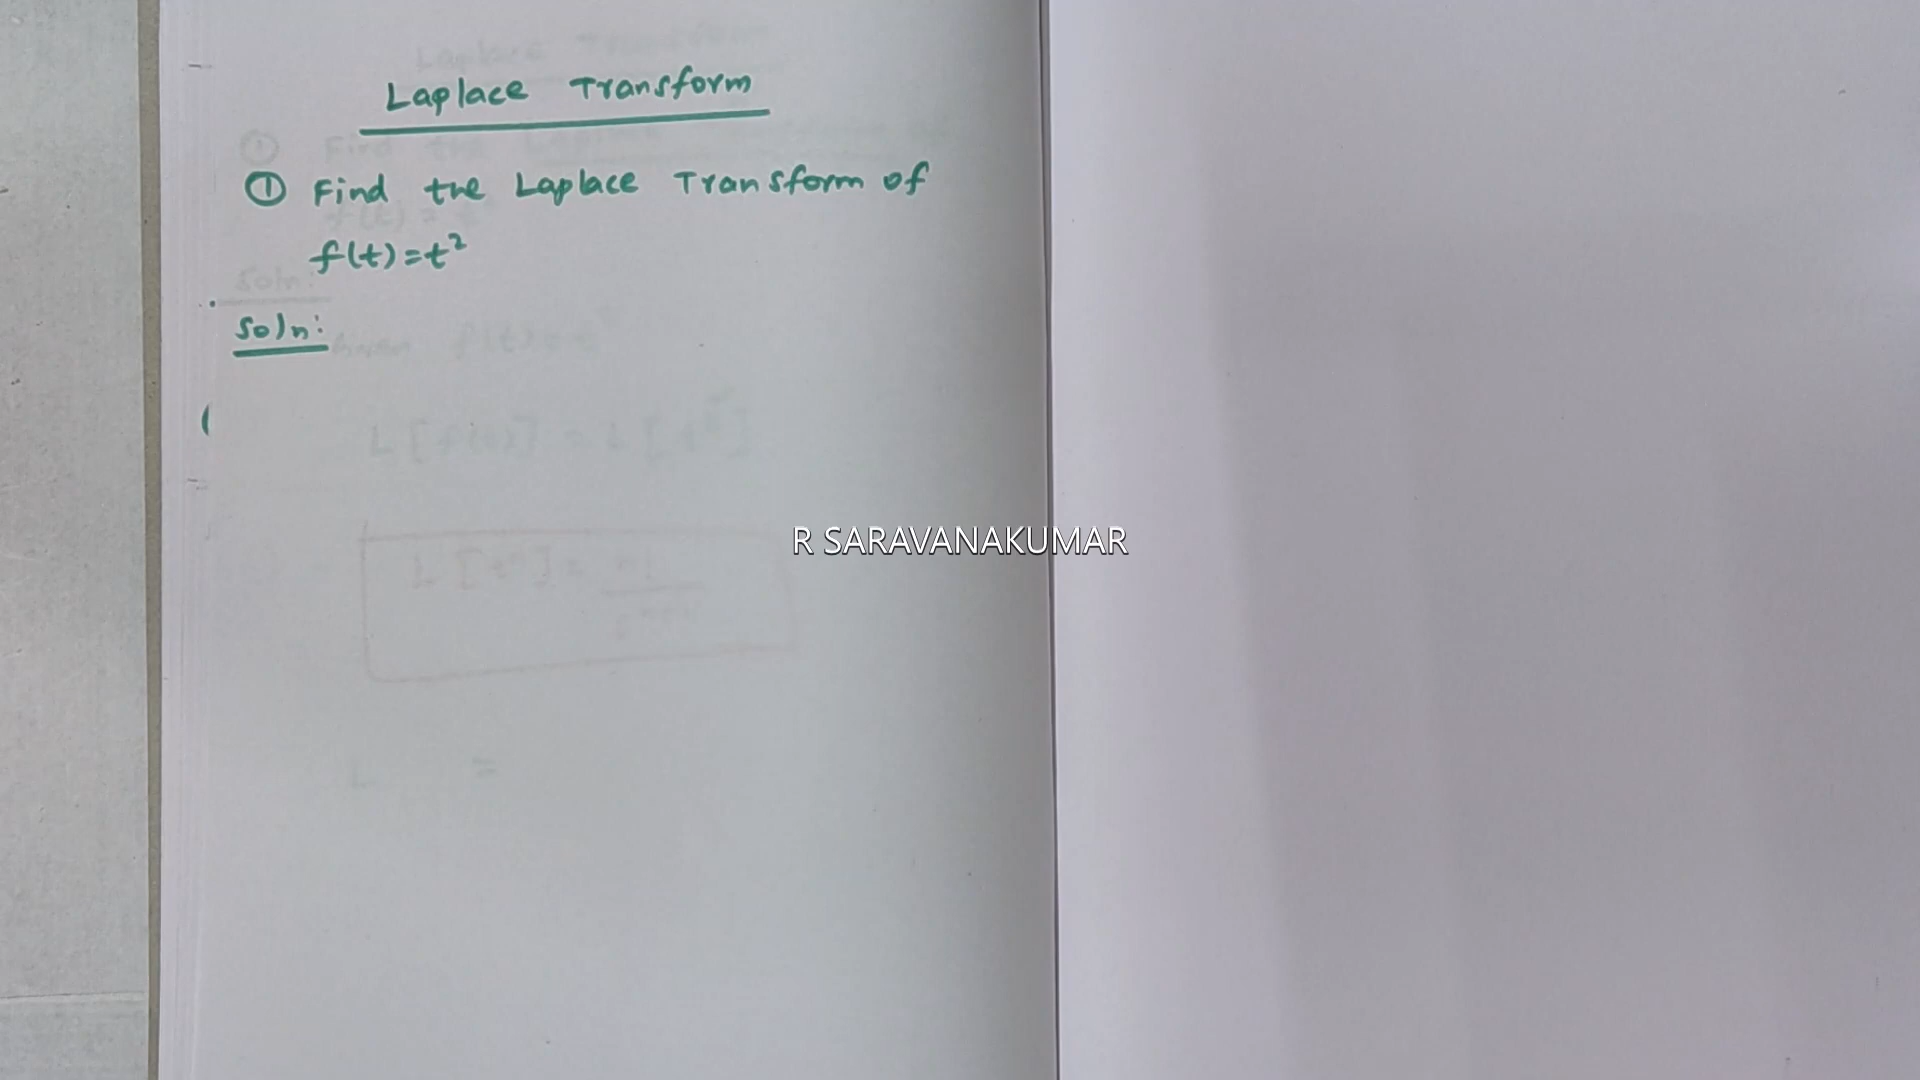 Laplace Transform
① Find the Laplace Transform of
f(t)=t²
Soln:
R SARAVANAKUMAR